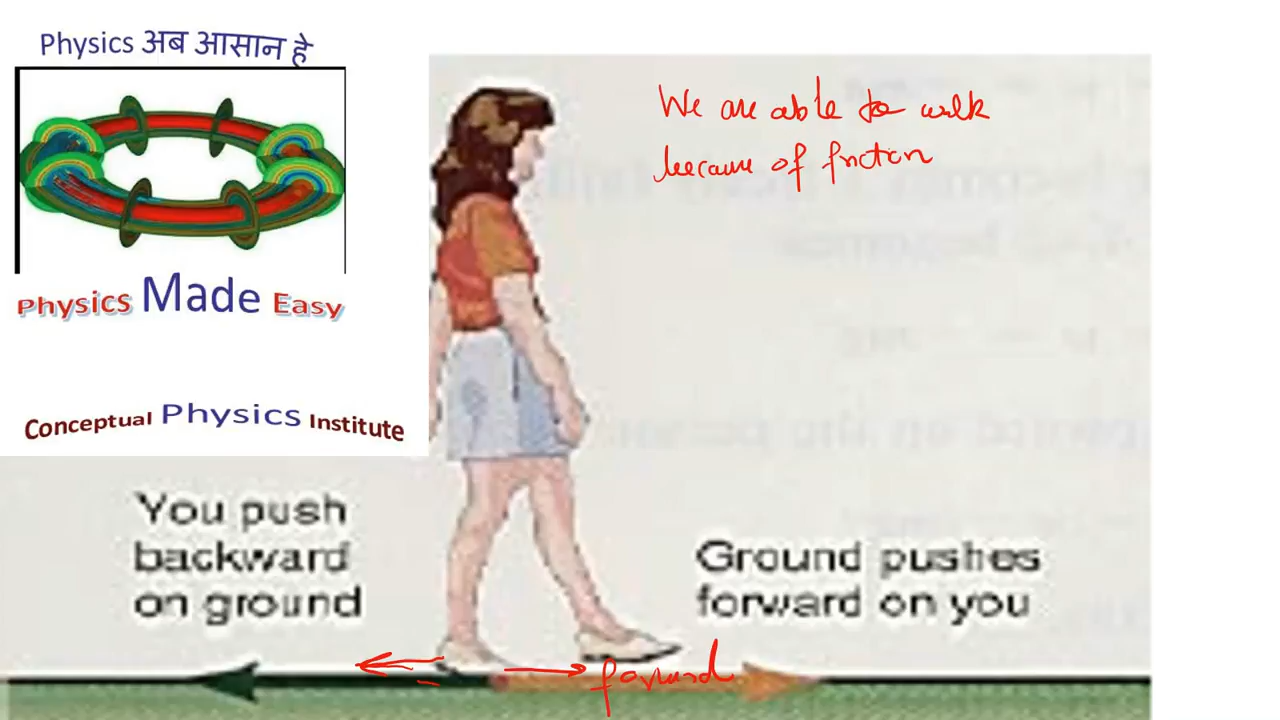 Physics अब आसान हे
Physics Made Easy
Conceptual Physics Institute
We are able to walk
because of friction
You push
backward
on ground
Ground pushes
forward on you
forward